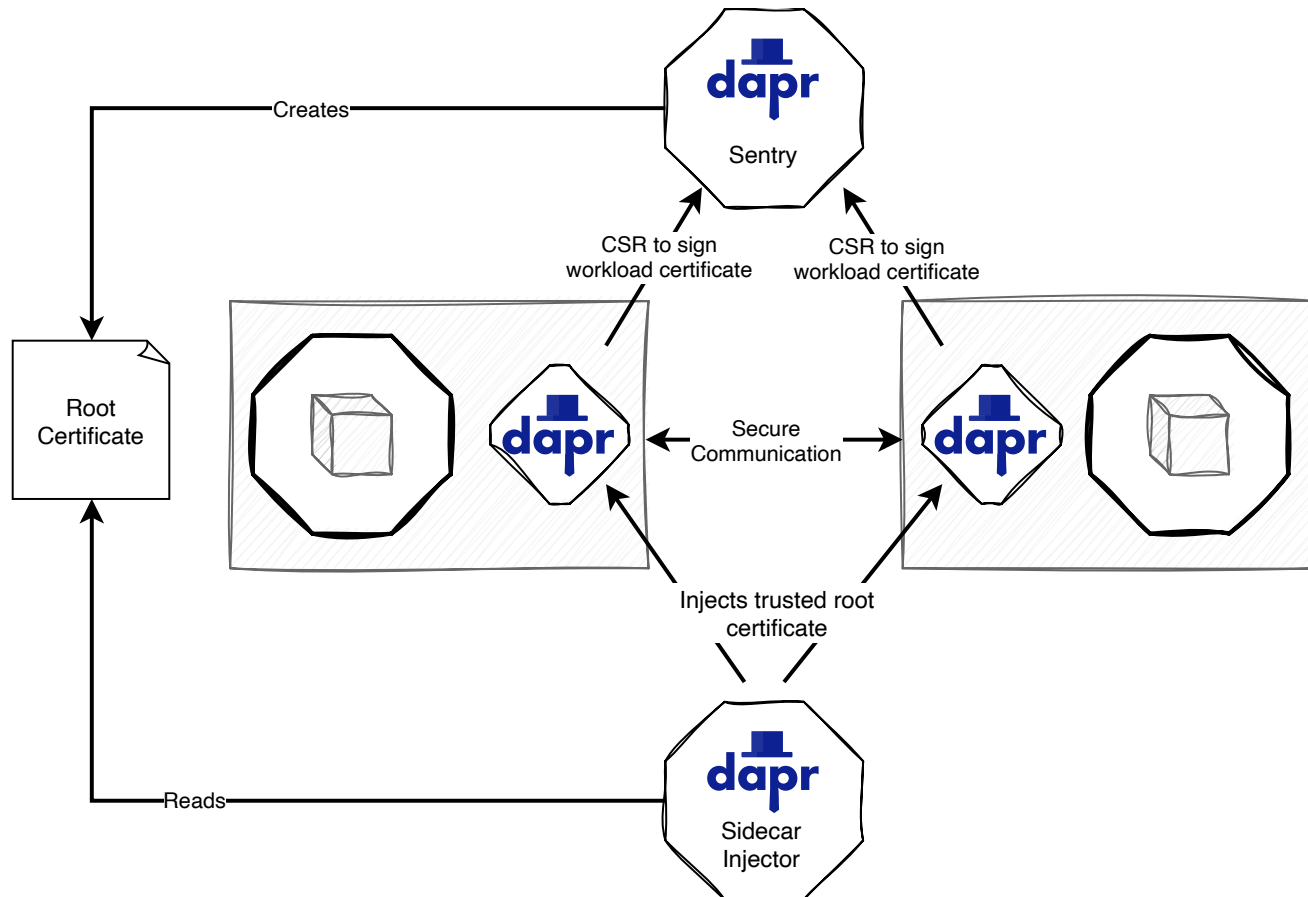 dapr
Sentry
Creates
CSR to sign
workload certificate
CSR to sign
workload certificate
Root
Certificate
dapr
Secure
Communication
dapr
Injects trusted root
certificate
Reads
dapr
Sidecar
Injector